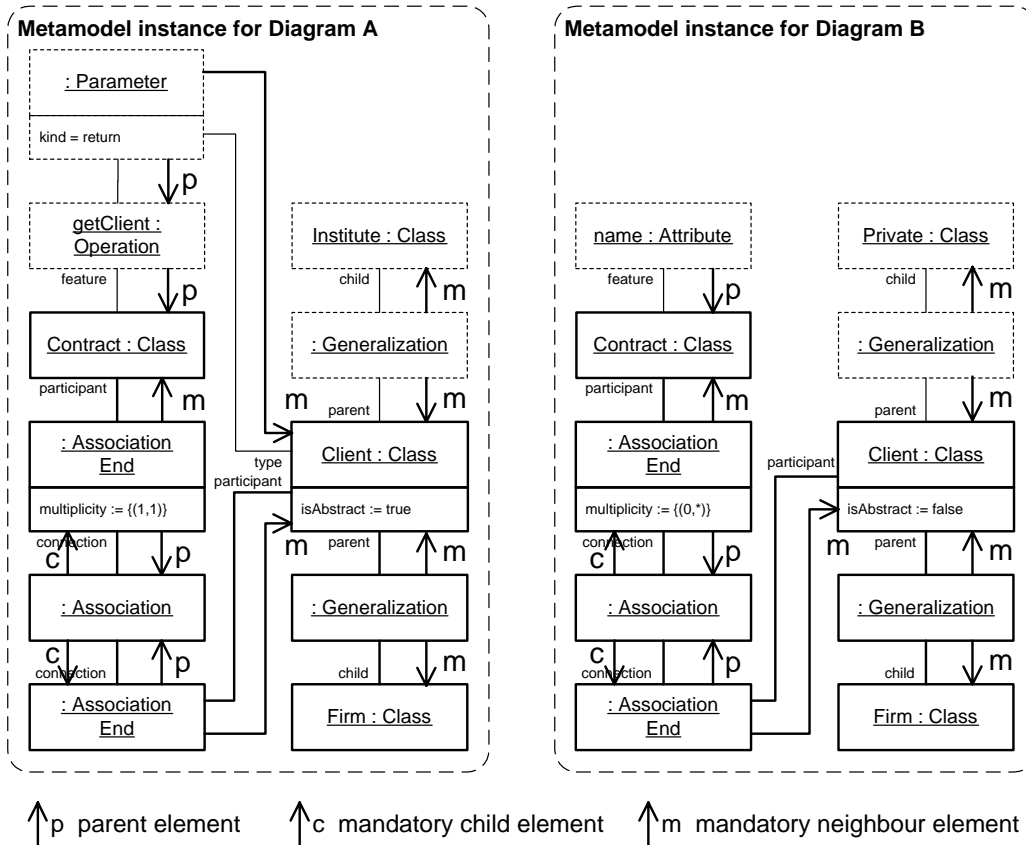 Metamodel instance for Diagram A
: Parameter
kind = return
p
getClient :
Operation
feature
p
Contract : Class
participant
m
: Association
End
multiplicity := {(1,1)}
connection
c
p
: Association
c
p
connection
: Association
End
Institute : Class
child
m
: Generalization
m
parent
m
Client : Class
type
participant
isAbstract := true
m
parent
m
: Generalization
m
child
Firm : Class
Metamodel instance for Diagram B
name : Attribute
feature
p
Contract : Class
participant
m
: Association
End
multiplicity := {(0,*)}
connection
c
p
: Association
c
p
connection
: Association
End
Private : Class
child
m
: Generalization
m
parent
Client : Class
participant
isAbstract := false
m
parent
m
: Generalization
m
child
Firm : Class
p parent element
c mandatory child element
m mandatory neighbour element